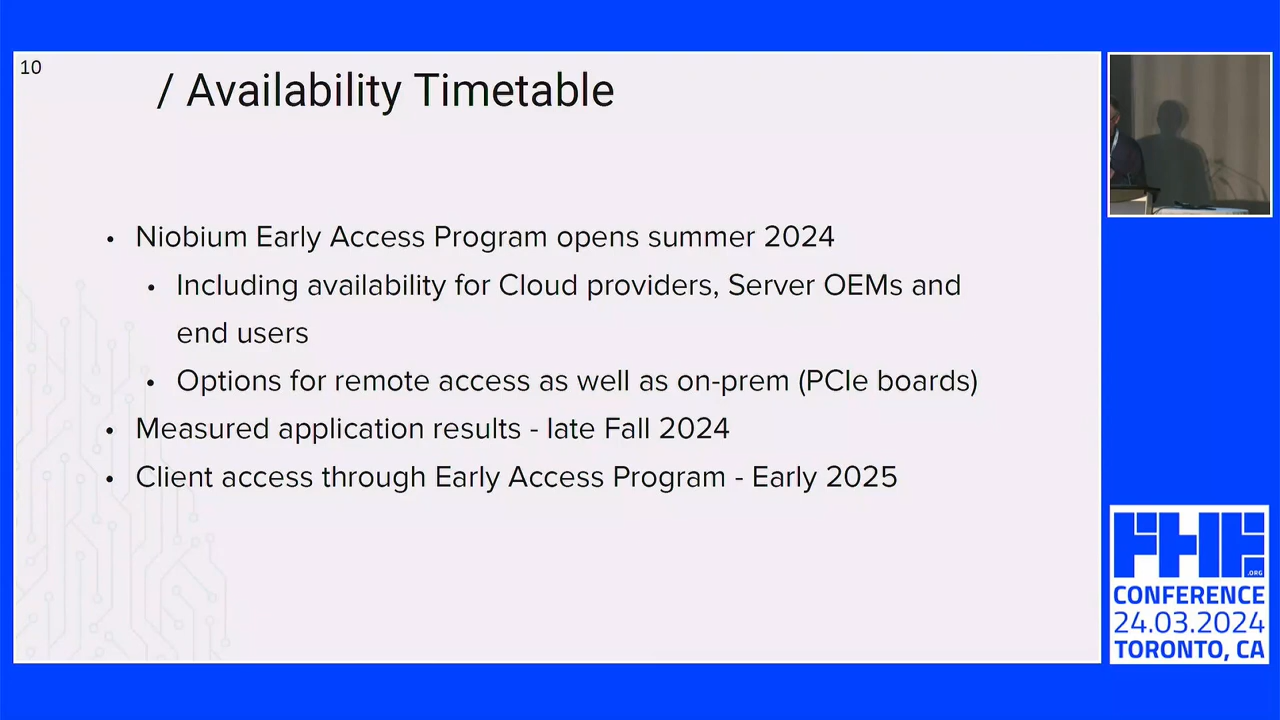 10
/ Availability Timetable
• Niobium Early Access Program opens summer 2024
• Including availability for Cloud providers, Server OEMs and
end users
• Options for remote access as well as on-prem (PCIe boards)
• Measured application results - late Fall 2024
• Client access through Early Access Program - Early 2025
FHE
.ORG
CONFERENCE
24.03.2024
TORONTO, CA